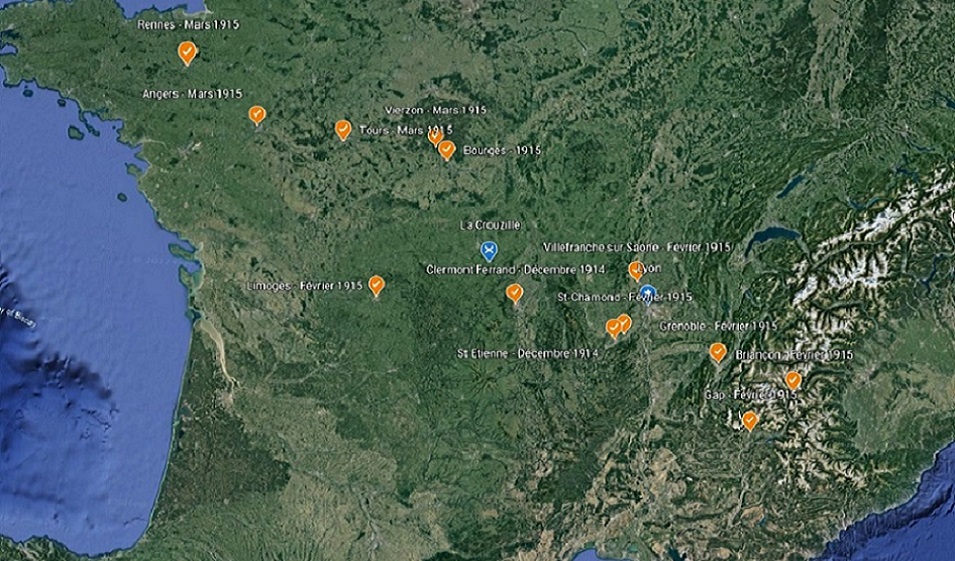 Rennes - Mars 1915
Angers - Mars 1915
Vierzon - Mars 1915
Tours - Mars 1915
Bourges - 1915
La Crouzille
Villefranche sur Saône - Février 1915
Clermont Ferrand - Décembre 1914
Lyon
Limoges - Février 1915
St-Chamond - Février 1915
y of Biscay
Grenoble - Février 1915
St Etienne - Décembre 1914
Briançon - Février 1915
Gap - Février 1915